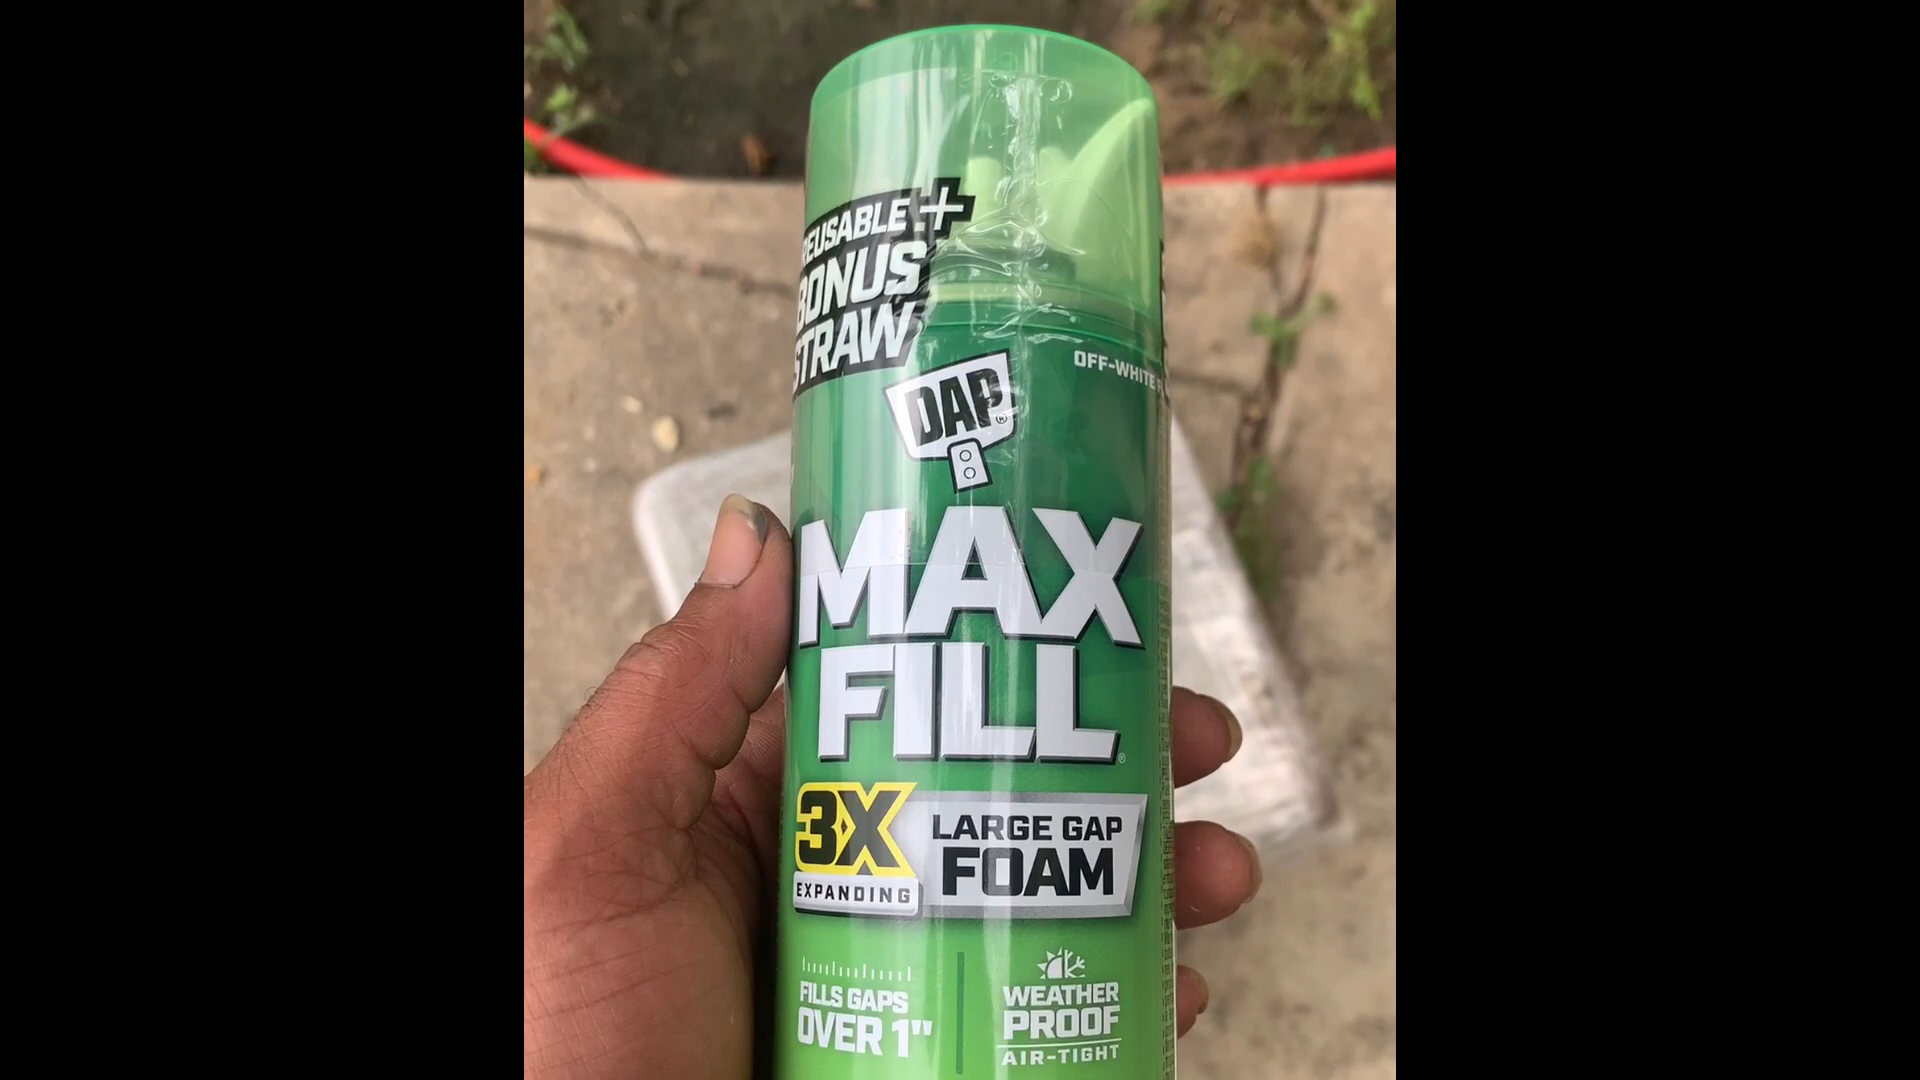 REUSABLE +
BONUS
STRAW
DAP®
OFF-WHITE
MAX
FILL®
3X
EXPANDING
LARGE GAP
FOAM
FILLS GAPS
OVER 1"
WEATHER
PROOF
AIR-TIGHT